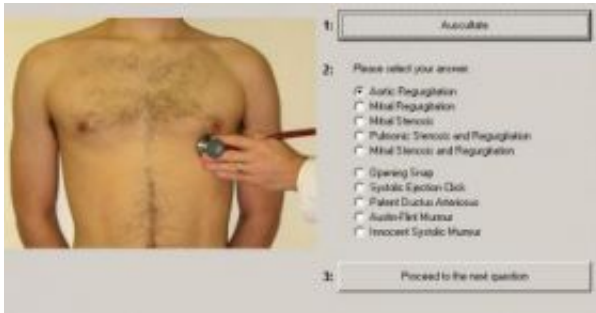 1: Auscultate
2: Please select your answer:
Aortic Regurgitation
Mitral Regurgitation
Mitral Stenosis
Pulmonic Stenosis and Regurgitation
Mitral Stenosis and Regurgitation
Opening Snap
Systolic Ejection Click
Patent Ductus Arteriosus
Austin-Flint Murmur
Innocent Systolic Murmur
3: Proceed to the next question